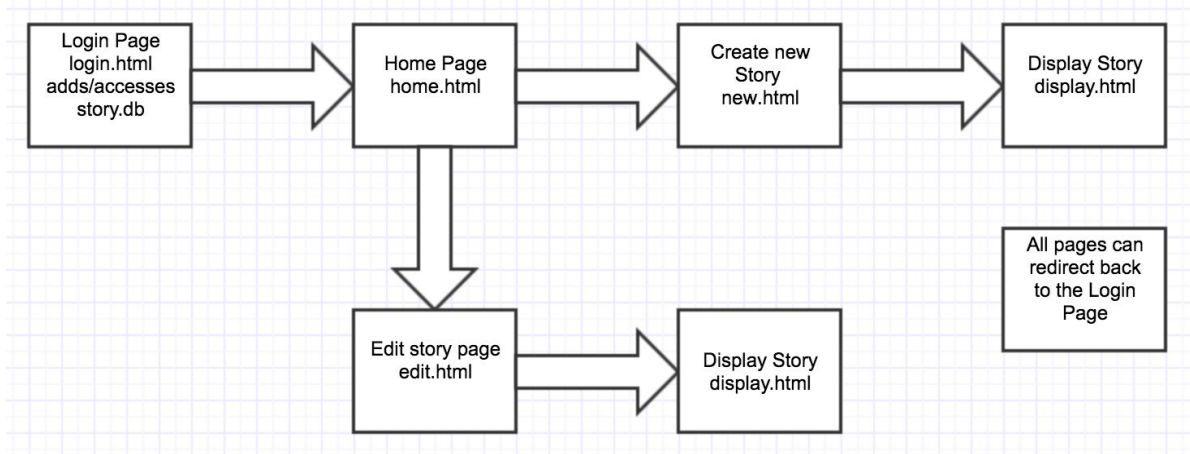 Login Page
login.html
adds/accesses
story.db
Home Page
home.html
Create new
Story
new.html
Display Story
display.html
All pages can
redirect back
to the Login
Page
Edit story page
edit.html
Display Story
display.html